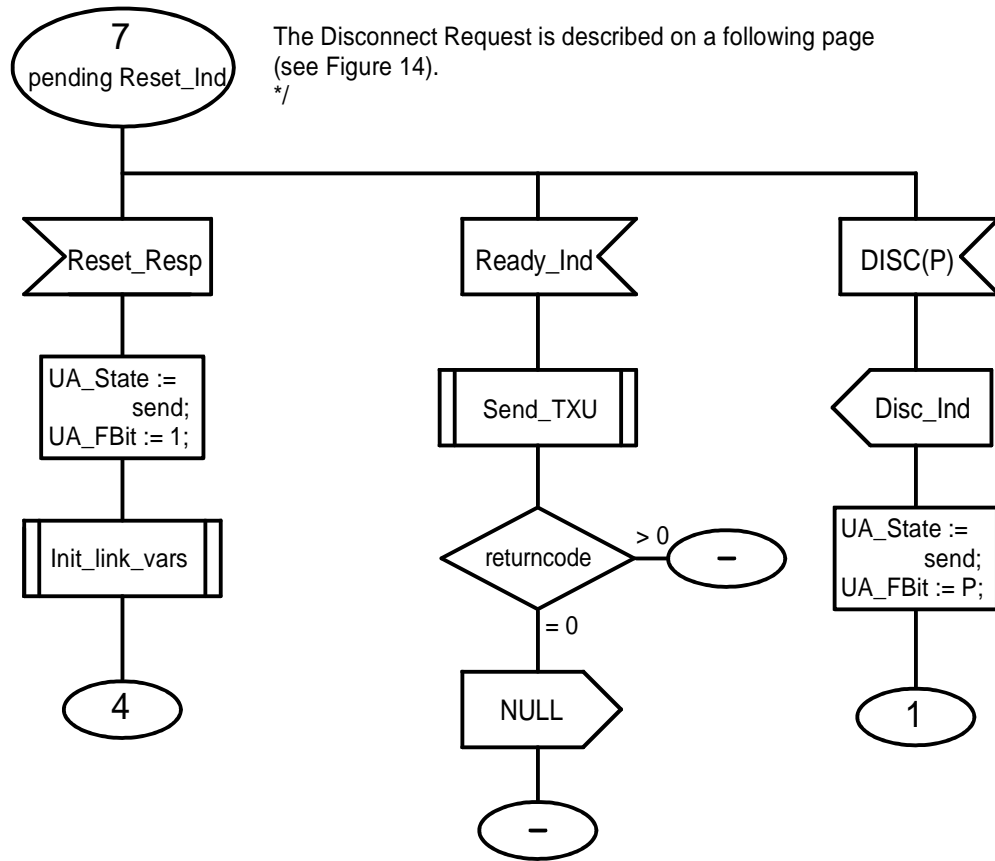 7
pending Reset_Ind
The Disconnect Request is described on a following page
(see Figure 14).
*/
Reset_Resp
Ready_Ind
DISC(P)
UA_State :=
send;
UA_FBit := 1;
Send_TXU
Disc_Ind
Init_link_vars
returncode
> 0
–
= 0
UA_State :=
send;
UA_FBit := P;
4
NULL
1
–